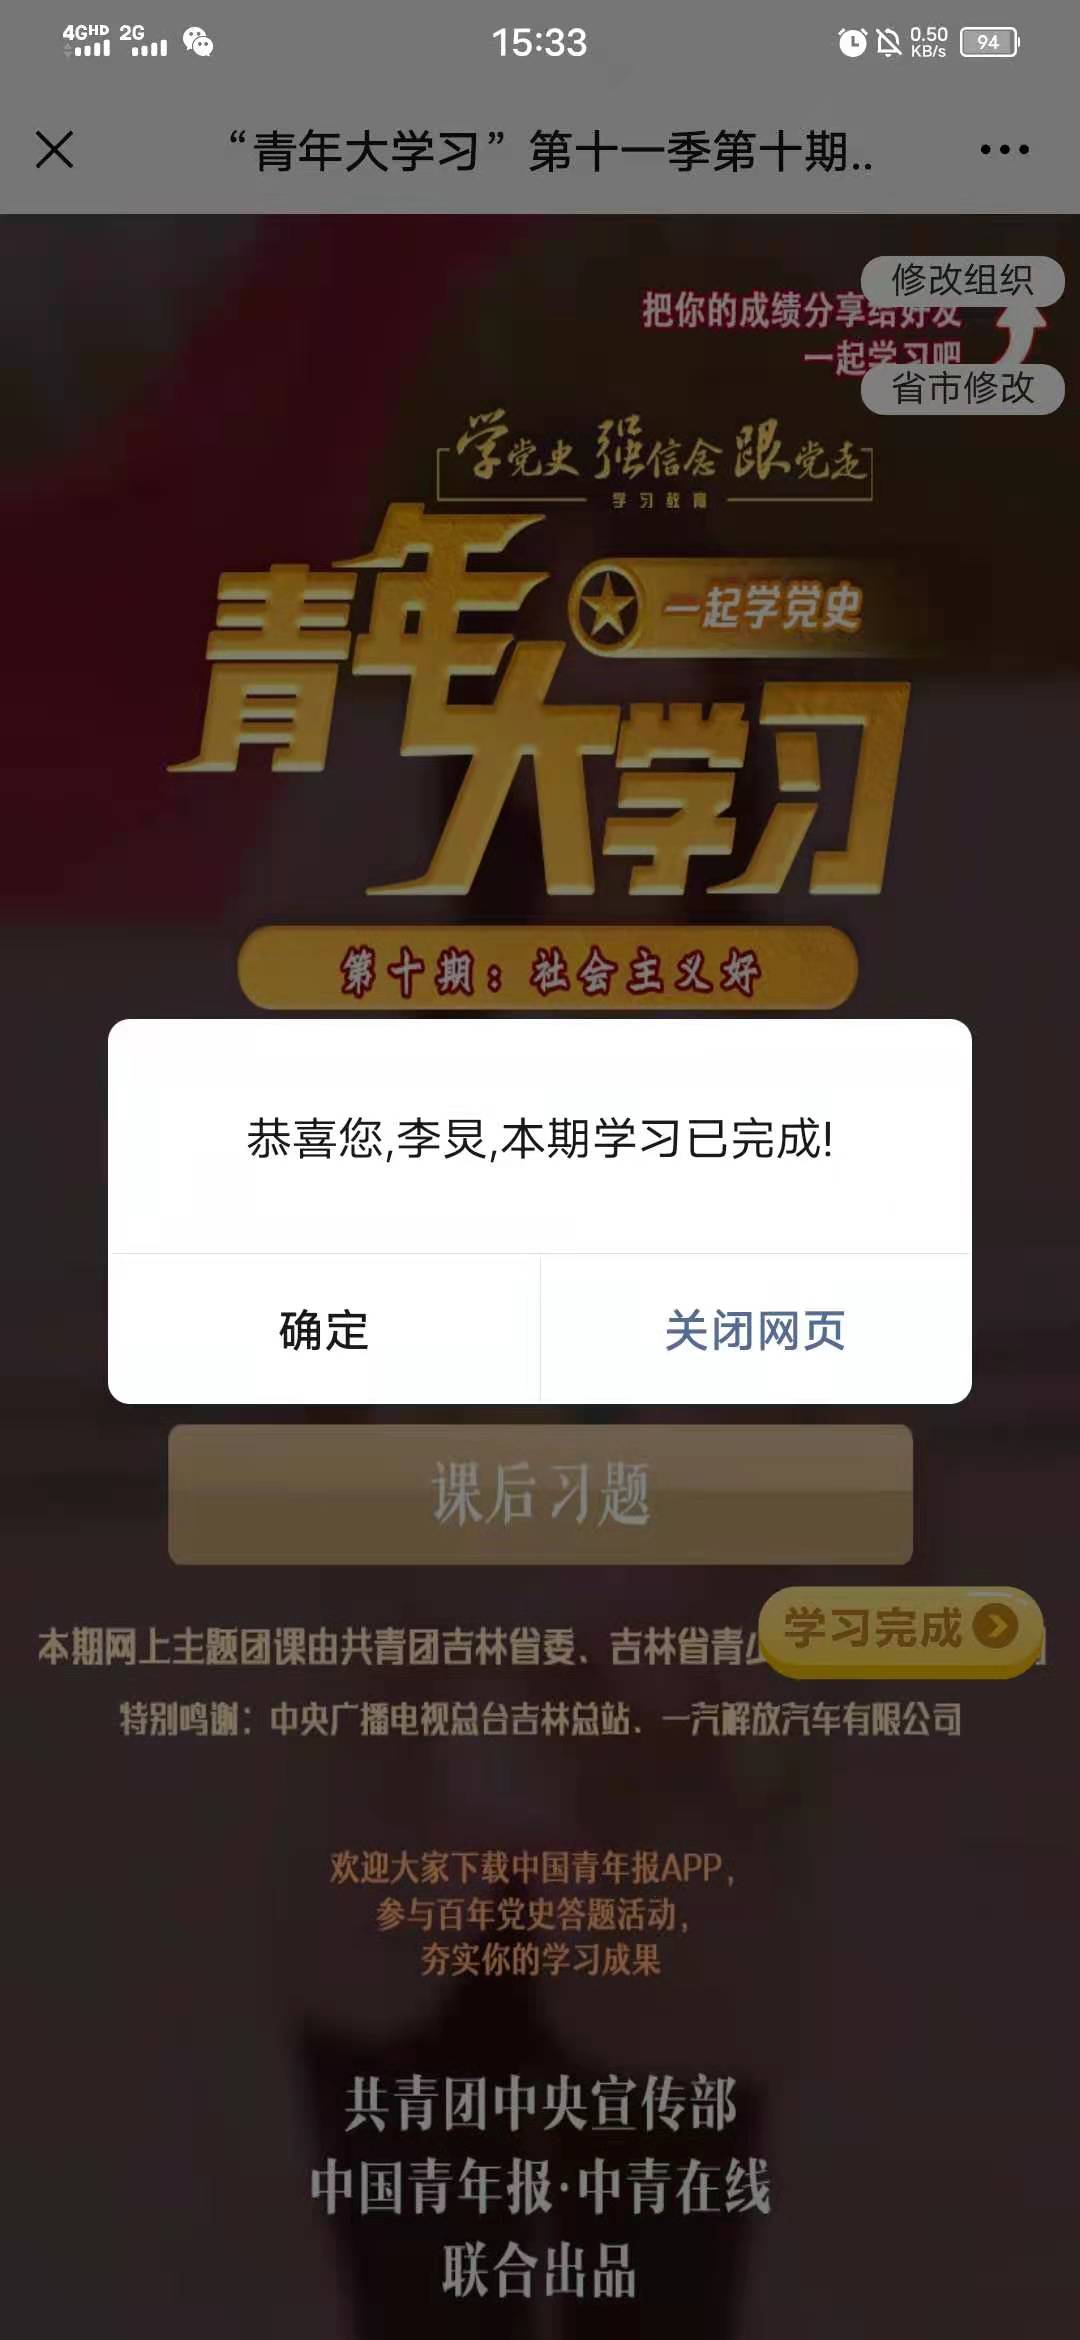 4GHD 2G
15:33
0.50
KB/s
94
“青年大学习”第十一季第十期..
修改组织
把你的成绩分享给好友
一起学习吧
省市修改
学党史 强信念 跟党走
学习教育
青年大学习
一起学党史
第十期：社会主义好
恭喜您,李炅,本期学习已完成!
确定
关闭网页
课后习题
学习完成
本期网上主题团课由共青团吉林省委、吉林省青少
特别鸣谢：中央广播电视总台吉林总站、一汽解放汽车有限公司
欢迎大家下载中国青年报APP，
参与百年党史答题活动，
夯实你的学习成果
共青团中央宣传部
中国青年报·中青在线
联合出品